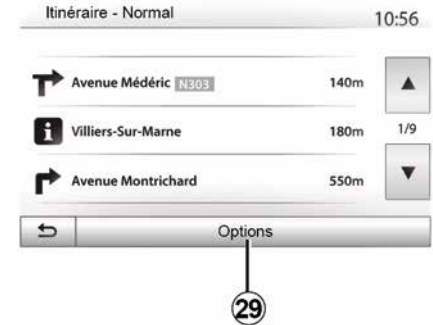 Itinéraire - Normal 10:56
Avenue Médéric N303 140m
i Villiers-Sur-Marne 180m
1/9
Avenue Montrichard 550m
Options
29